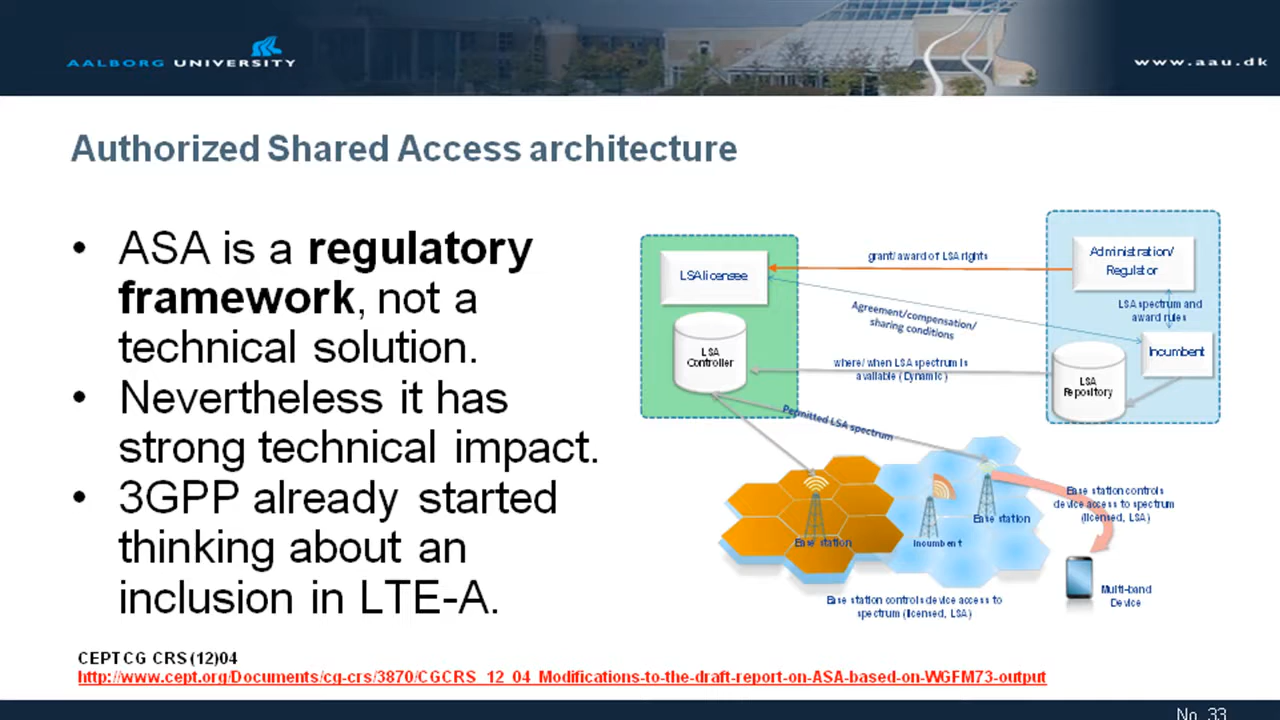 AALBORG UNIVERSITY
www.aau.dk
Authorized Shared Access architecture
• ASA is a regulatory
framework, not a
technical solution.
• Nevertheless it has
strong technical impact.
• 3GPP already started
thinking about an
inclusion in LTE-A.
LSA licensee
LSA
Controller
grant/ award of LSA rights
Agreement/compensation/
sharing conditions
where/ when LSA spectrum is
available ( Dynamic )
Permitted LSA spectrum
Administration/
Regulator
LSA spectrum and
award rules
Incumbent
LSA
Repository
Base station
Incumbent
Base station
Base station controls
device access to spectrum
(licensed, LSA)
Multi-band
Device
Base station controls device access to
spectrum (licensed, LSA)
CEPT CG CRS (12)04
http://www.cept.org/Documents/cg-crs/3870/CGCRS_12_04_Modifications-to-the-draft-report-on-ASA-based-on-WGFM73-output
No. 33